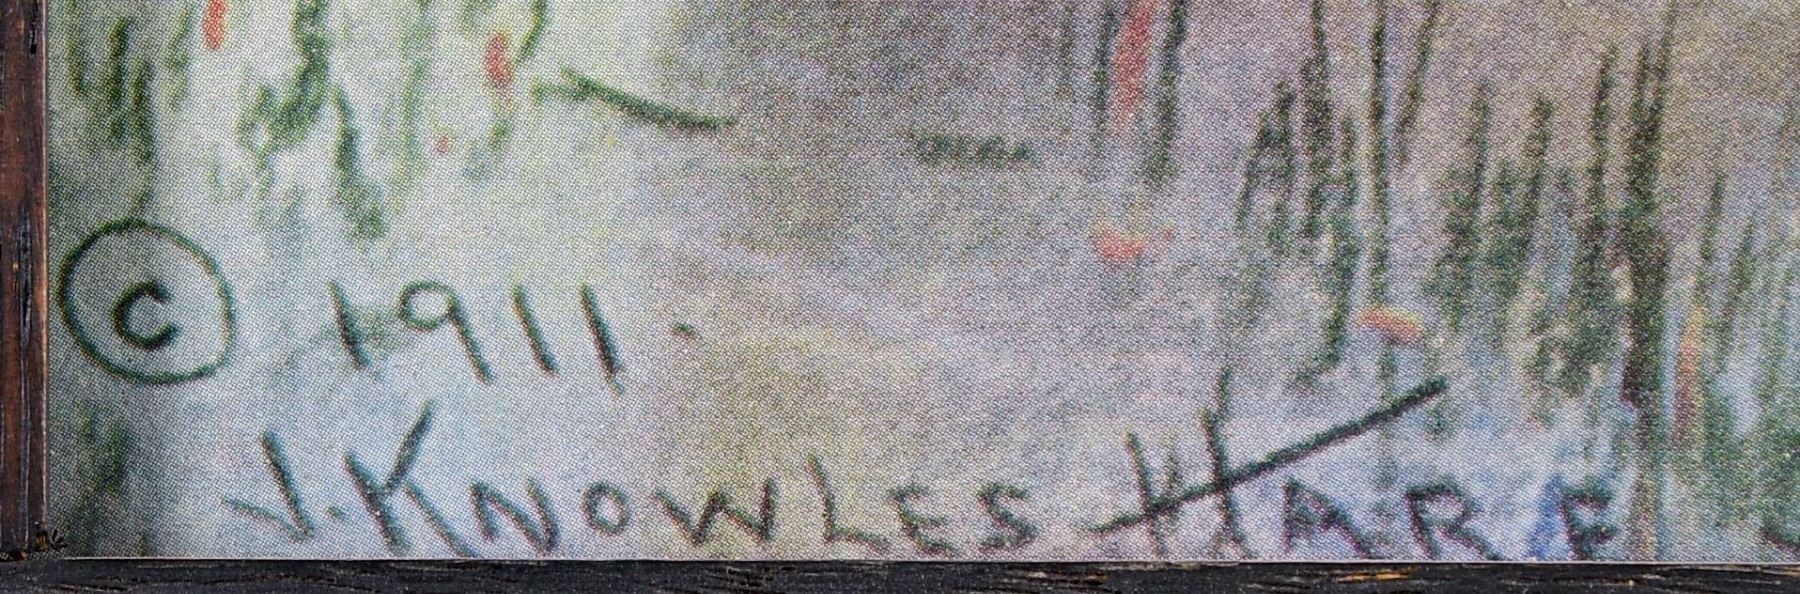 © 1911.
J. KNOWLES HARE